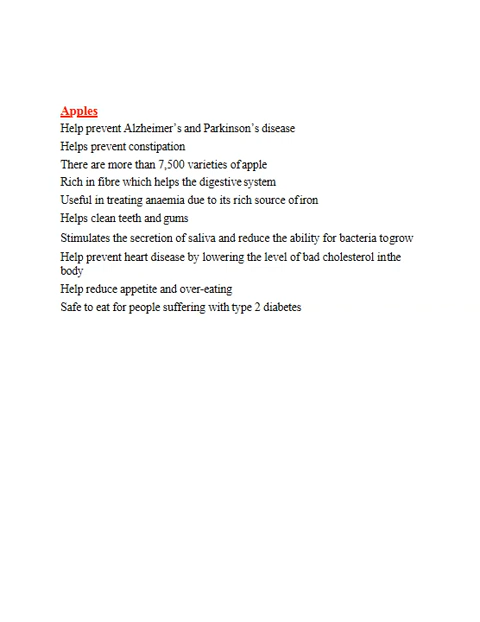 Apples
Help prevent Alzheimer's and Parkinson's disease
Helps prevent constipation
There are more than 7,500 varieties of apple
Rich in fibre which helps the digestive system
Useful in treating anaemia due to its rich source of iron
Helps clean teeth and gums
Stimulates the secretion of saliva and reduce the ability for bacteria to grow
Help prevent heart disease by lowering the level of bad cholesterol in the
body
Help reduce appetite and over-eating
Safe to eat for people suffering with type 2 diabetes